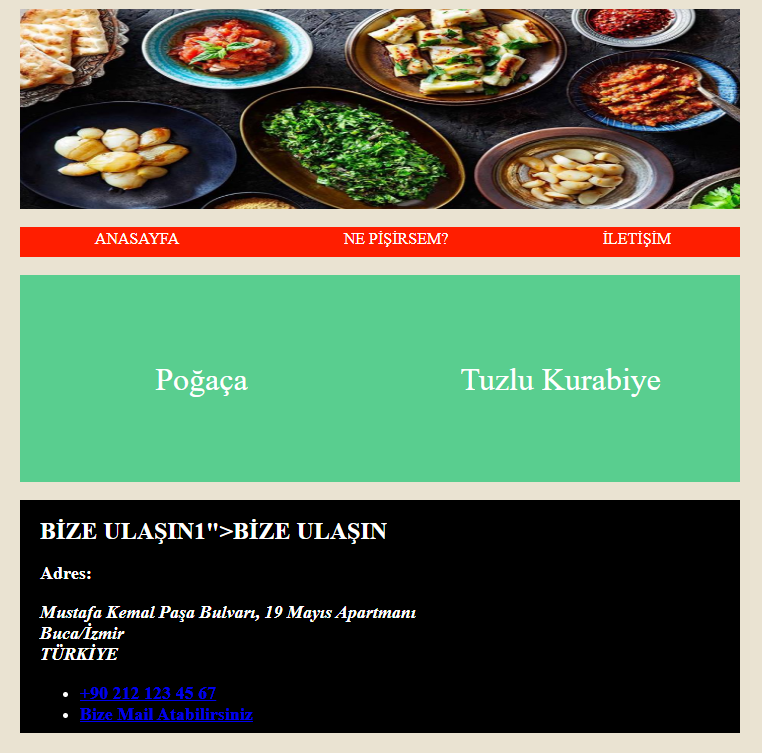 ANASAYFA NE PİŞİRSEM? İLETİŞİM
Poğaça Tuzlu Kurabiye
BİZE ULAŞIN1">BİZE ULAŞIN
Adres:
Mustafa Kemal Paşa Bulvarı, 19 Mayıs Apartmanı
Buca/İzmir
TÜRKİYE
+90 212 123 45 67
Bize Mail Atabilirsiniz